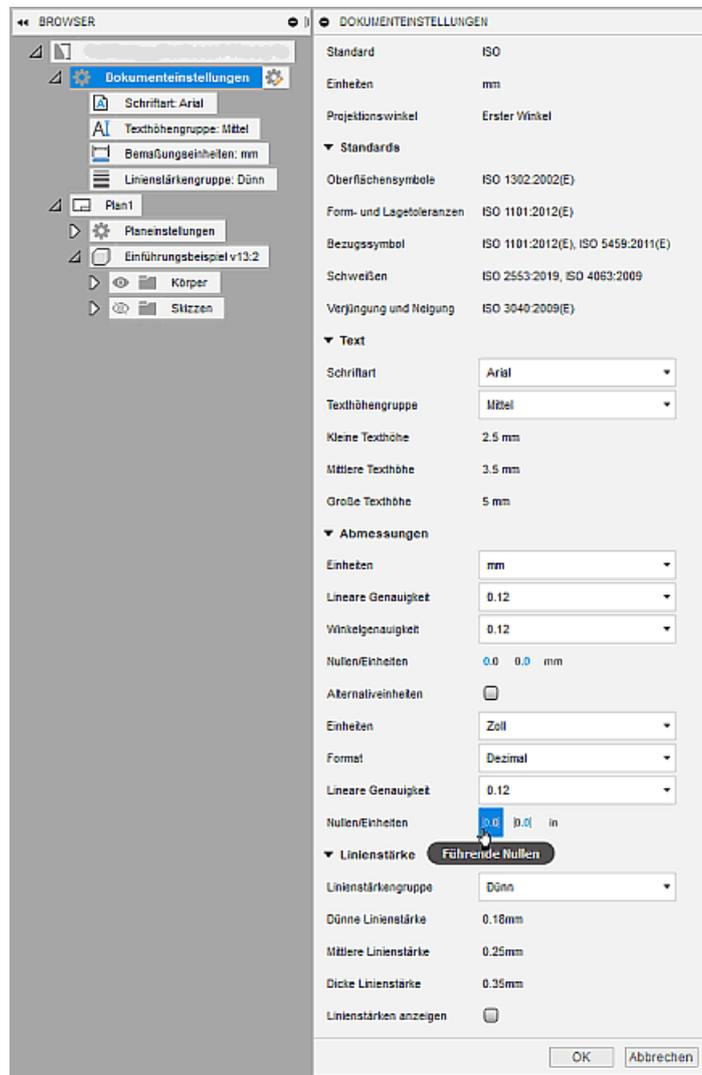 BROWSER
Dokumenteinstellungen
Schriftart: Arial
Texthöhengruppe: Mittel
Bemaßungseinheiten: mm
Linienstärkengruppe: Dünn
Plan1
Planeinstellungen
Einführungsbeispiel v13:2
Körper
Skizzen
DOKUMENTEINSTELLUNGEN
Standard ISO
Einheiten mm
Projektionswinkel Erster Winkel
Standards
Oberflächensymbole ISO 1302:2002(E)
Form- und Lagetoleranzen ISO 1101:2012(E)
Bezugssymbol ISO 1101:2012(E), ISO 5459:2011(E)
Schweißen ISO 2553:2019, ISO 4063:2009
Verjüngung und Neigung ISO 3040:2009(E)
Text
Schriftart Arial
Texthöhengruppe Mittel
Kleine Texthöhe 2.5 mm
Mittlere Texthöhe 3.5 mm
Große Texthöhe 5 mm
Abmessungen
Einheiten mm
Lineare Genauigkeit 0.12
Winkelgenauigkeit 0.12
Nullen/Einheiten 0.0 0.0 mm
Alternativeinheiten
Einheiten Zoll
Format Dezimal
Lineare Genauigkeit 0.12
Nullen/Einheiten [0.0] [0.0] in
Linienstärke Führende Nullen
Linienstärkengruppe Dünn
Dünne Linienstärke 0.18mm
Mittlere Linienstärke 0.25mm
Dicke Linienstärke 0.35mm
Linienstärken anzeigen
OK Abbrechen